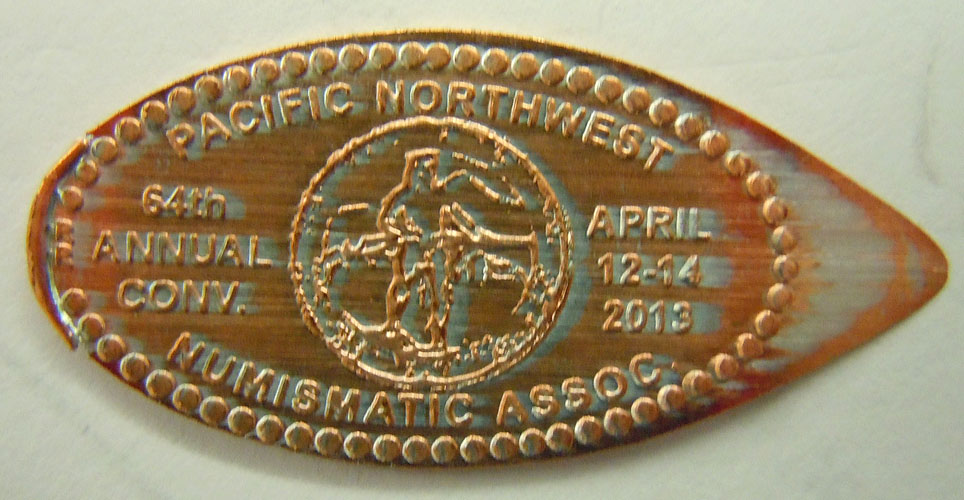 PACIFIC NORTHWEST
64th
ANNUAL
CONV.
APRIL
12-14
2013
NUMISMATIC ASSOC.